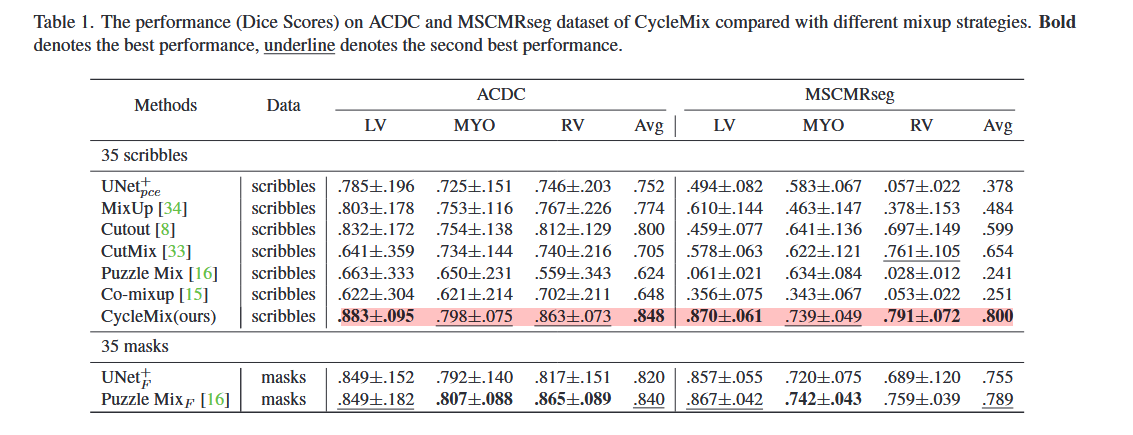 Table 1. The performance (Dice Scores) on ACDC and MSCMRseg dataset of CycleMix compared with different mixup strategies. Bold
denotes the best performance, underline denotes the second best performance.
Methods Data ACDC MSCMRseg
LV MYO RV Avg LV MYO RV Avg
35 scribbles
UNet+pce scribbles .785±.196 .725±.151 .746±.203 .752 .494±.082 .583±.067 .057±.022 .378
MixUp [34] scribbles .803±.178 .753±.116 .767±.226 .774 .610±.144 .463±.147 .378±.153 .484
Cutout [8] scribbles .832±.172 .754±.138 .812±.129 .800 .459±.077 .641±.136 .697±.149 .599
CutMix [33] scribbles .641±.359 .734±.144 .740±.216 .705 .578±.063 .622±.121 .761±.105 .654
Puzzle Mix [16] scribbles .663±.333 .650±.231 .559±.343 .624 .061±.021 .634±.084 .028±.012 .241
Co-mixup [15] scribbles .622±.304 .621±.214 .702±.211 .648 .356±.075 .343±.067 .053±.022 .251
CycleMix(ours) scribbles .883±.095 .798±.075 .863±.073 .848 .870±.061 .739±.049 .791±.072 .800
35 masks
UNet+F masks .849±.152 .792±.140 .817±.151 .820 .857±.055 .720±.075 .689±.120 .755
Puzzle MixF [16] masks .849±.182 .807±.088 .865±.089 .840 .867±.042 .742±.043 .759±.039 .789